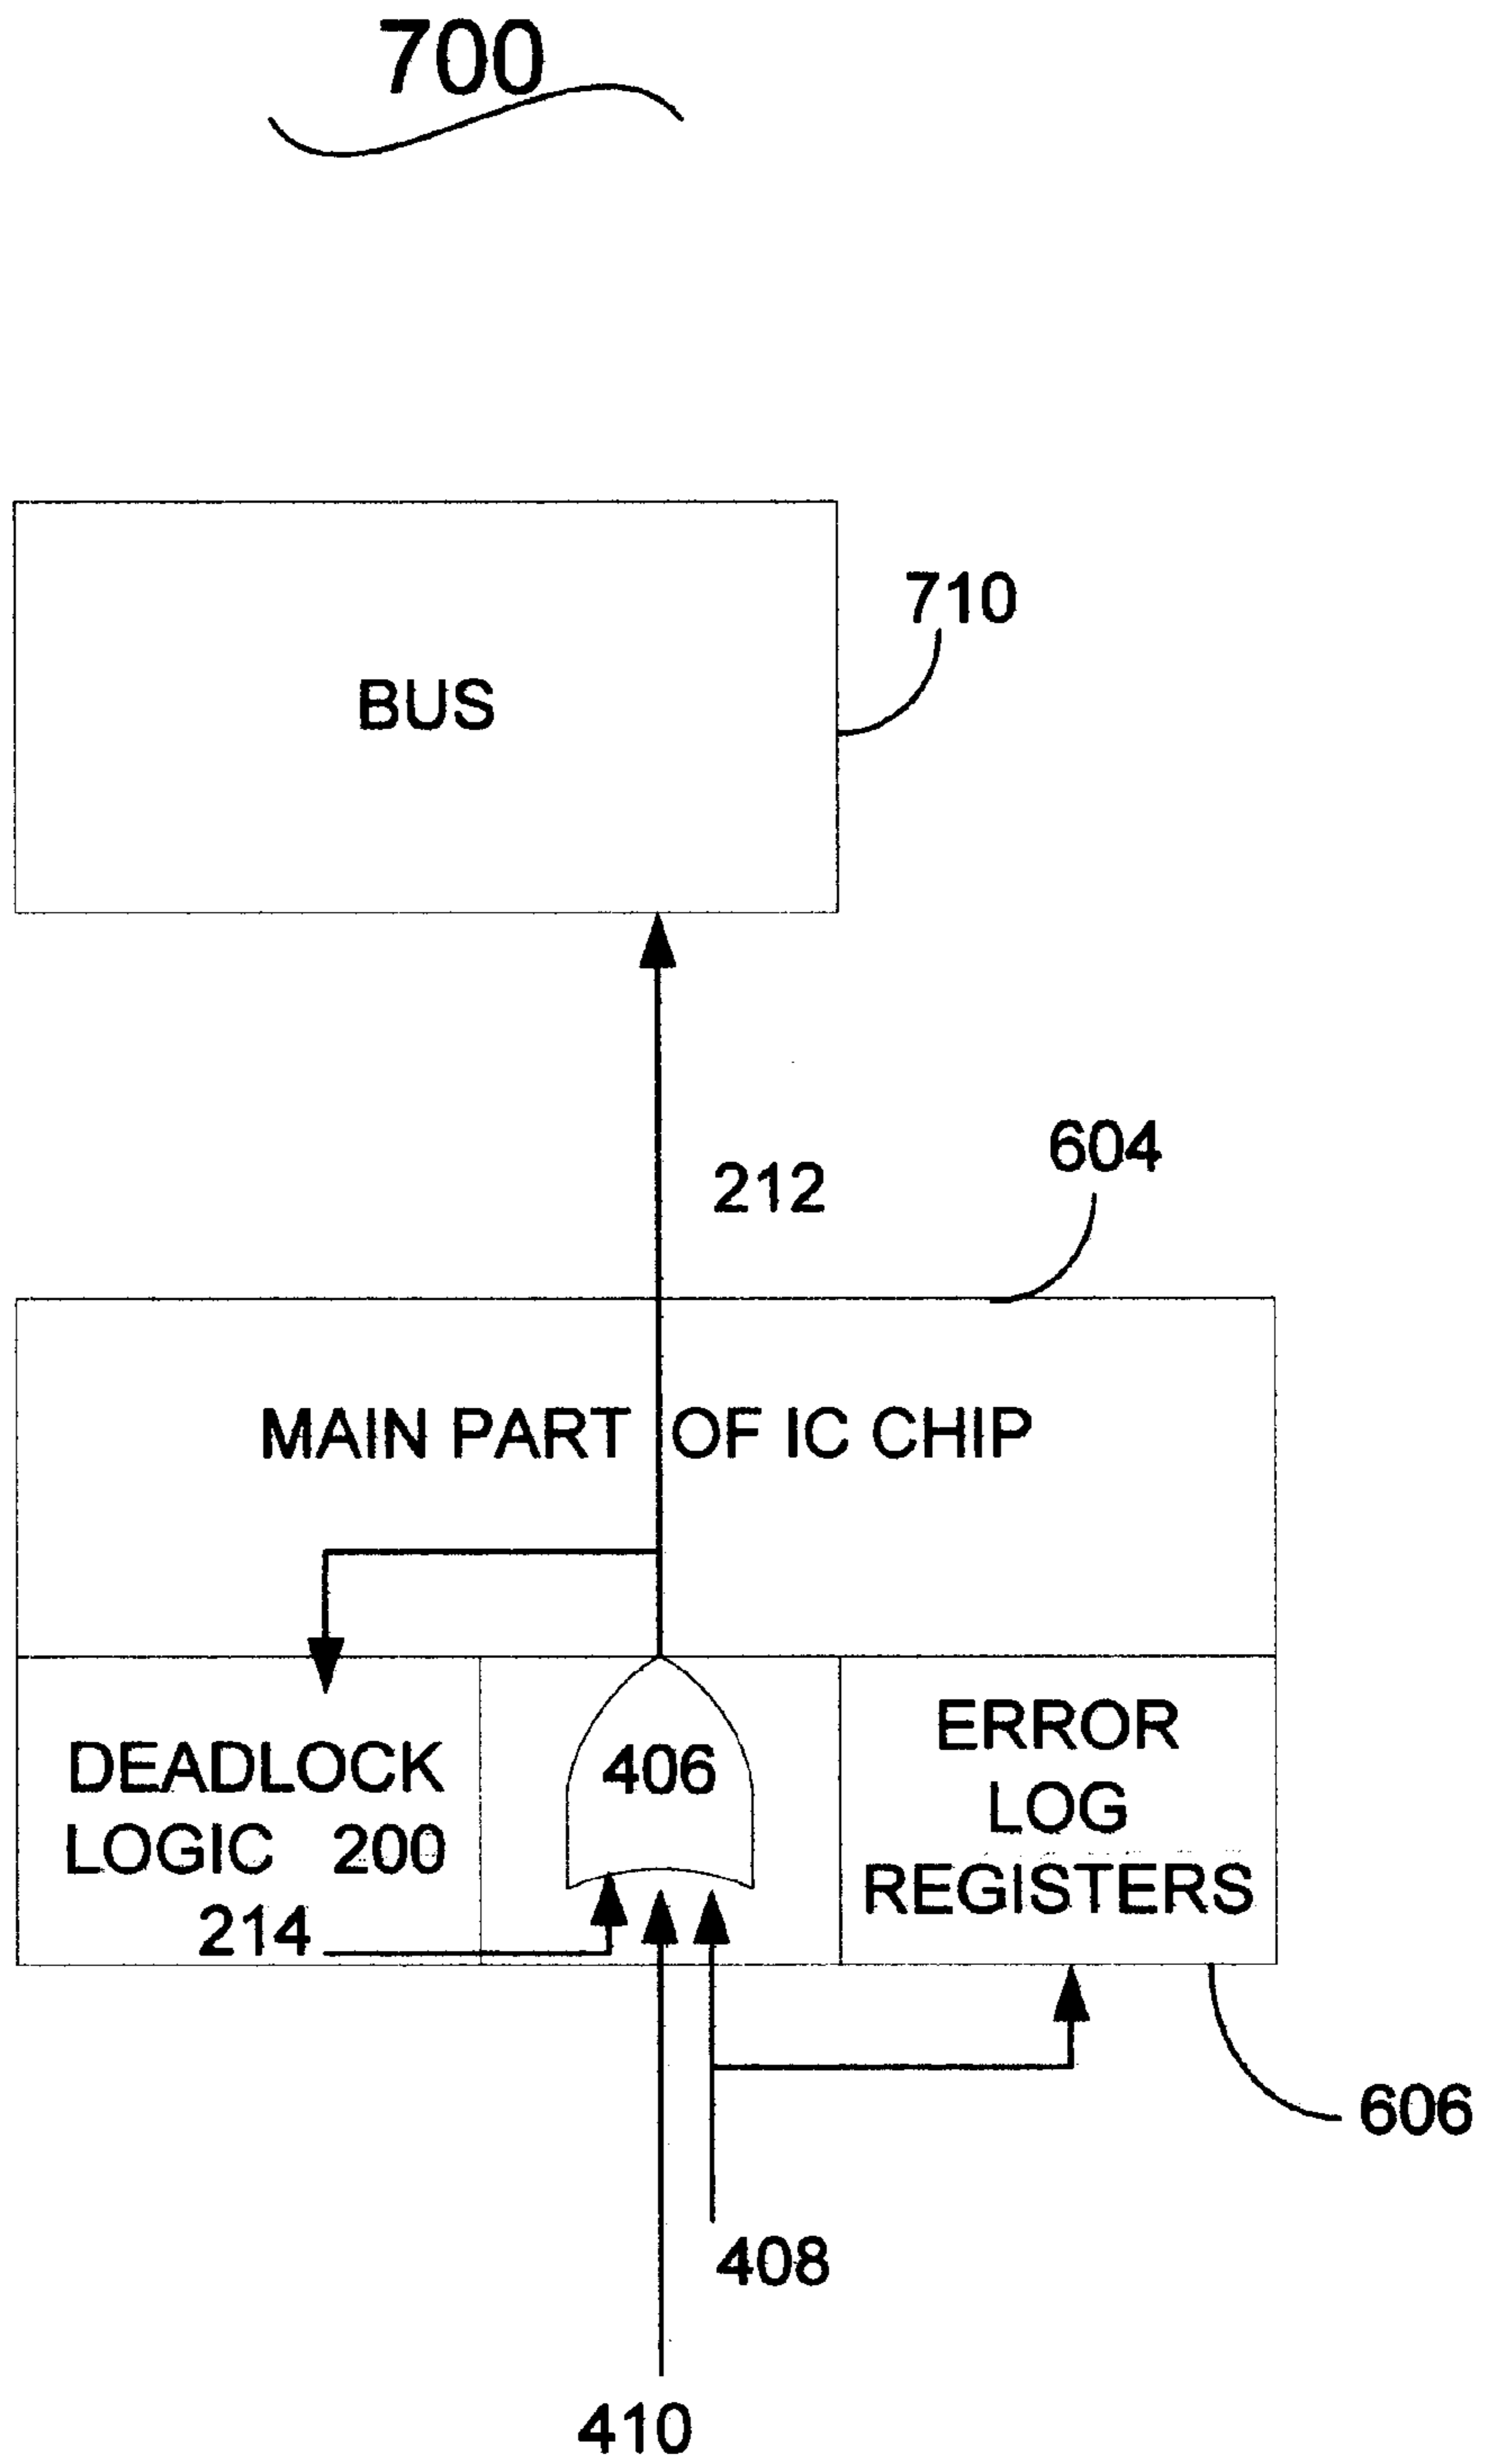 700
710
BUS
604
212
MAIN PART OF IC CHIP
DEADLOCK
LOGIC 200
214
406
ERROR
LOG
REGISTERS
606
408
410